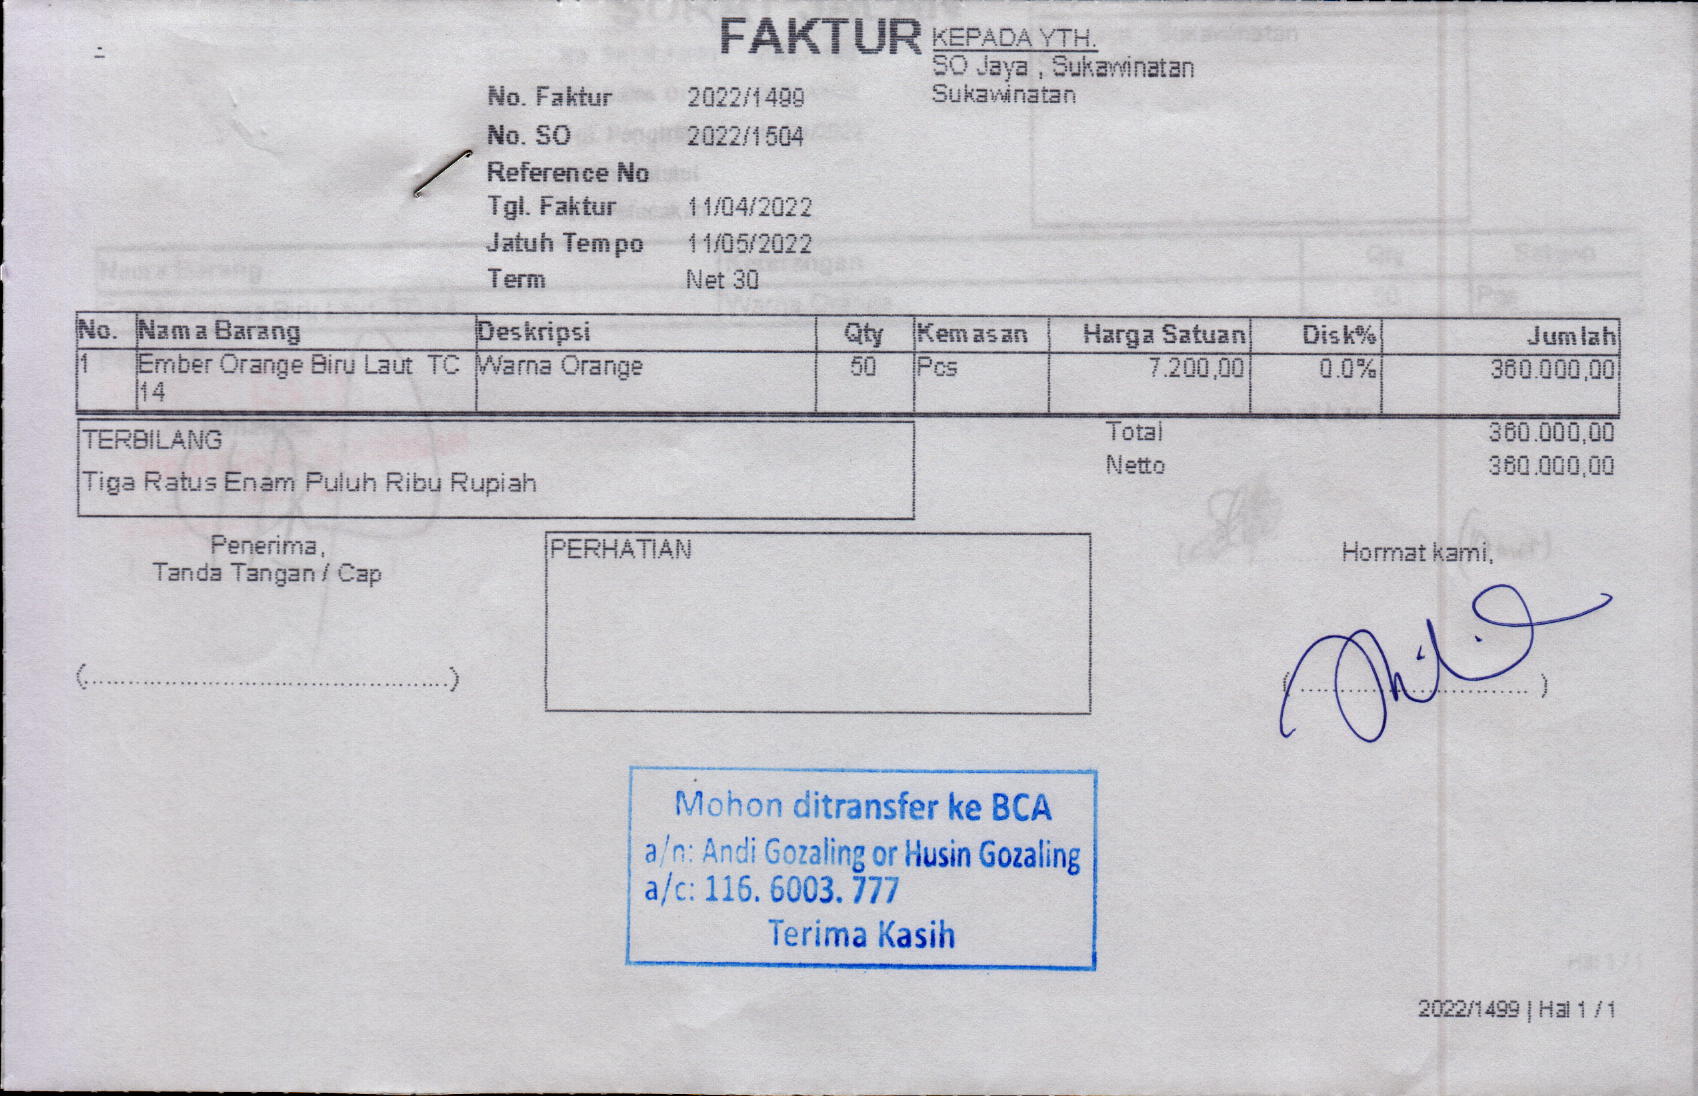 FAKTUR
KEPADA YTH.
SO Jaya , Sukawinatan
Sukawinatan
No. Faktur 2022/1499
No. SO 2022/1504
Reference No
Tgl. Faktur 11/04/2022
Jatuh Tempo 11/05/2022
Term Net 30
No. Nama Barang Deskripsi Qty Kemasan Harga Satuan Disk% Jumlah
1 Ember Orange Biru Laut TC Warna Orange 50 Pcs 7.200,00 0.0% 360.000,00
14
TERBILANG
Tiga Ratus Enam Puluh Ribu Rupiah
Total 360.000,00
Netto 360.000,00
Penerima,
Tanda Tangan / Cap
(..................................................)
PERHATIAN
Hormat kami,
( ................................ )
Mohon ditransfer ke BCA
a/n: Andi Gozaling or Husin Gozaling
a/c: 116. 6003. 777
Terima Kasih
2022/1499 | Hal 1 / 1